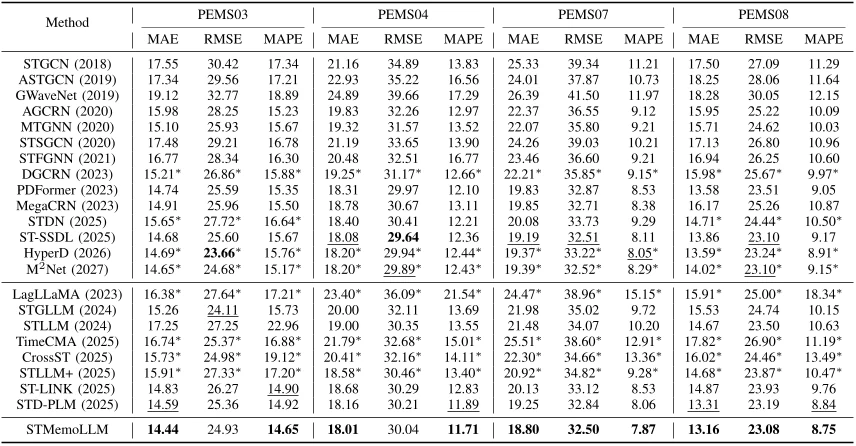 Method PEMS03 PEMS04 PEMS07 PEMS08
MAE RMSE MAPE MAE RMSE MAPE MAE RMSE MAPE MAE RMSE MAPE
STGCN (2018) 17.55 30.42 17.34 21.16 34.89 13.83 25.33 39.34 11.21 17.50 27.09 11.29
ASTGCN (2019) 17.34 29.56 17.21 22.93 35.22 16.56 24.01 37.87 10.73 18.25 28.06 11.64
GWaveNet (2019) 19.12 32.77 18.89 24.89 39.66 17.29 26.39 41.50 11.97 18.28 30.05 12.15
AGCRN (2020) 15.98 28.25 15.23 19.83 32.26 12.97 22.37 36.55 9.12 15.95 25.22 10.09
MTGNN (2020) 15.10 25.93 15.67 19.32 31.57 13.52 22.07 35.80 9.21 15.71 24.62 10.03
STSGCN (2020) 17.48 29.21 16.78 21.19 33.65 13.90 24.26 39.03 10.21 17.13 26.80 10.96
STFGNN (2021) 16.77 28.34 16.30 20.48 32.51 16.77 23.46 36.60 9.21 16.94 26.25 10.60
DGCRN (2023) 15.21* 26.86* 15.88* 19.25* 31.17* 12.66* 22.21* 35.85* 9.15* 15.98* 25.67* 9.97*
PDFormer (2023) 14.74 25.59 15.35 18.31 29.97 12.10 19.83 32.87 8.53 13.58 23.51 9.05
MegaCRN (2023) 14.91 25.96 15.50 18.78 30.67 13.11 19.85 32.71 8.38 16.17 25.26 10.87
STDN (2025) 15.65* 27.72* 16.64* 18.40 30.41 12.21 20.08 33.73 9.29 14.71* 24.44* 10.50*
ST-SSDL (2025) 14.68 25.60 15.67 18.08 29.64 12.36 19.19 32.51 8.11 13.86 23.10 9.17
HyperD (2026) 14.69* 23.66* 15.76* 18.20* 29.94* 12.44* 19.37* 33.22* 8.05* 13.59* 23.24* 8.91*
M²Net (2027) 14.65* 24.68* 15.17* 18.20* 29.89* 12.43* 19.39* 32.52* 8.29* 14.02* 23.10* 9.15*
LagLLaMA (2023) 16.38* 27.64* 17.21* 23.40* 36.09* 21.54* 24.47* 38.96* 15.15* 15.91* 25.00* 18.34*
STGLLM (2024) 15.26 24.11 15.73 20.00 32.11 13.69 21.98 35.02 9.72 15.53 24.74 10.15
STLLM (2024) 17.25 27.25 22.96 19.00 30.35 13.55 21.48 34.07 10.20 14.67 23.50 10.63
TimeCMA (2025) 16.74* 25.37* 16.88* 21.79* 32.68* 15.01* 25.51* 38.60* 12.91* 17.82* 26.90* 11.19*
CrossST (2025) 15.73* 24.98* 19.12* 20.41* 32.16* 14.11* 22.30* 34.66* 13.36* 16.02* 24.46* 13.49*
STLLM+ (2025) 15.91* 27.33* 17.20* 18.58* 30.46* 13.40* 20.92* 34.82* 9.28* 14.68* 23.87* 10.47*
ST-LINK (2025) 14.83 26.27 14.90 18.68 30.29 12.83 20.13 33.12 8.53 14.87 23.93 9.76
STD-PLM (2025) 14.59 25.36 14.92 18.16 30.21 11.89 19.25 32.84 8.06 13.31 23.19 8.84
STMemoLLM 14.44 24.93 14.65 18.01 30.04 11.71 18.80 32.50 7.87 13.16 23.08 8.75